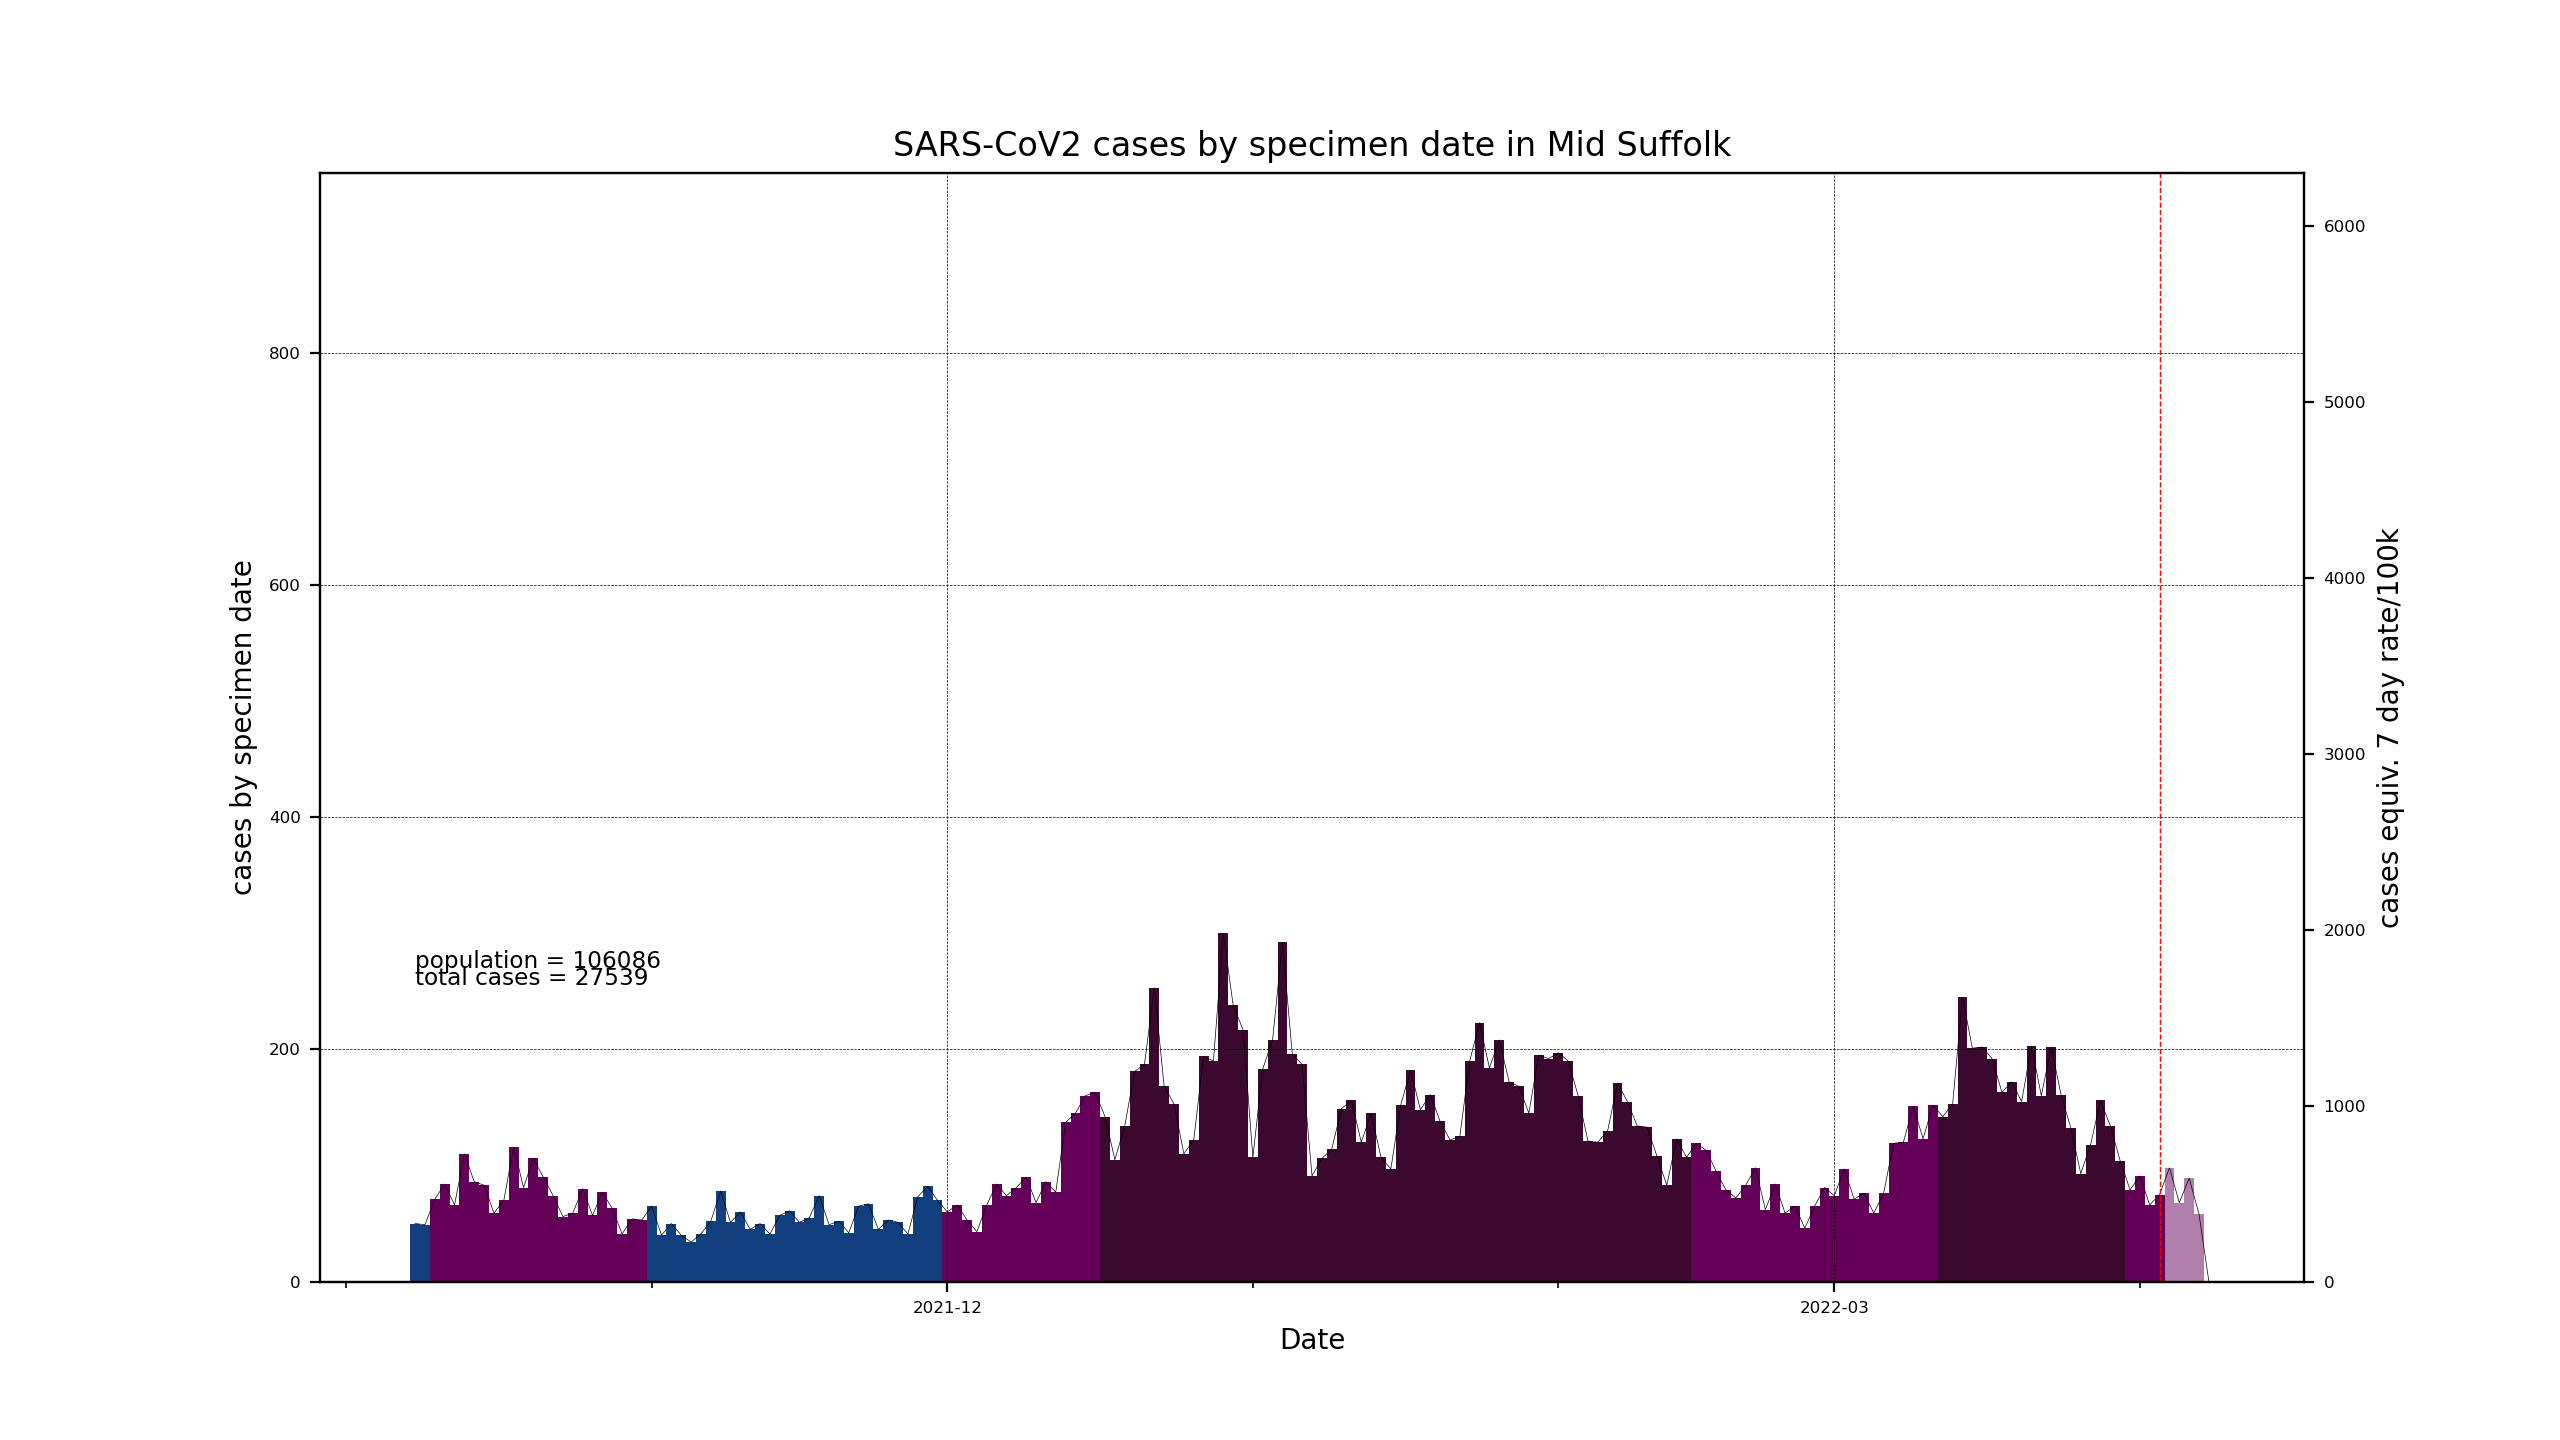 SARS-CoV2 cases by specimen date in Mid Suffolk
cases by specimen date
800
600
400
200
0
population = 106086
total cases = 27539
6000
5000
4000
3000
2000
1000
0
cases equiv. 7 day rate/100k
2021-12
2022-03
Date